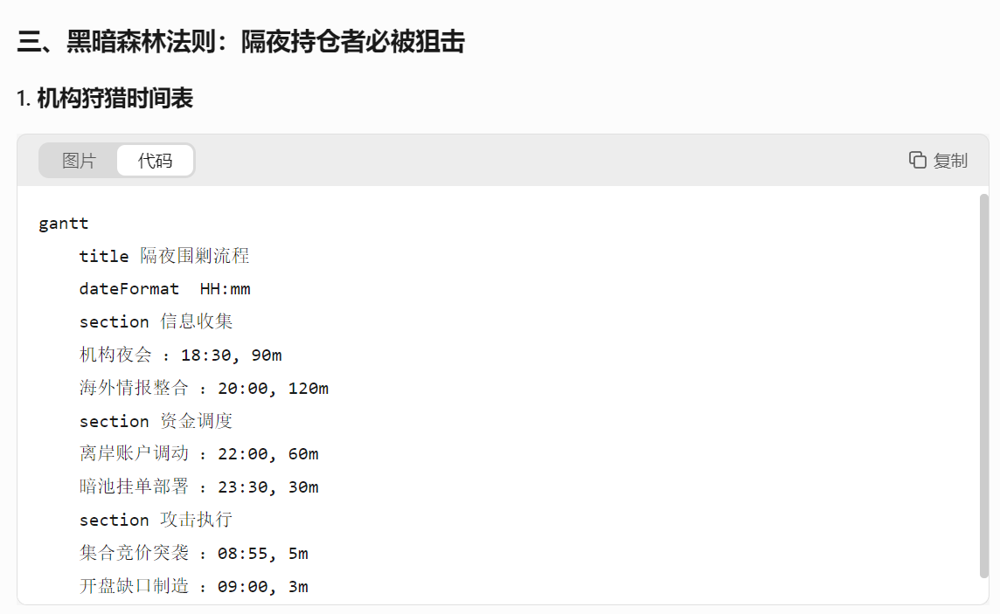 三、黑暗森林法则：隔夜持仓者必被狙击
1. 机构狩猎时间表
图片 代码 复制
gantt
title 隔夜围剿流程
dateFormat  HH:mm
section 信息收集
机构夜会 : 18:30, 90m
海外情报整合 : 20:00, 120m
section 资金调度
离岸账户调动 : 22:00, 60m
暗池挂单部署 : 23:30, 30m
section 攻击执行
集合竞价突袭 : 08:55, 5m
开盘缺口制造 : 09:00, 3m